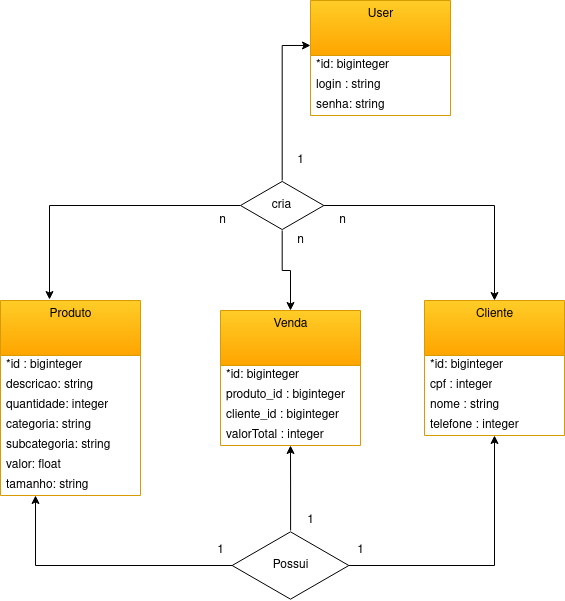 User
*id: biginteger
login : string
senha: string
1
cria
n
n
n
Produto
*id : biginteger
descricao: string
quantidade: integer
categoria: string
subcategoria: string
valor: float
tamanho: string
Venda
*id: biginteger
produto_id : biginteger
cliente_id : biginteger
valorTotal : integer
Cliente
*id: biginteger
cpf : integer
nome : string
telefone : integer
1
1
1
Possui